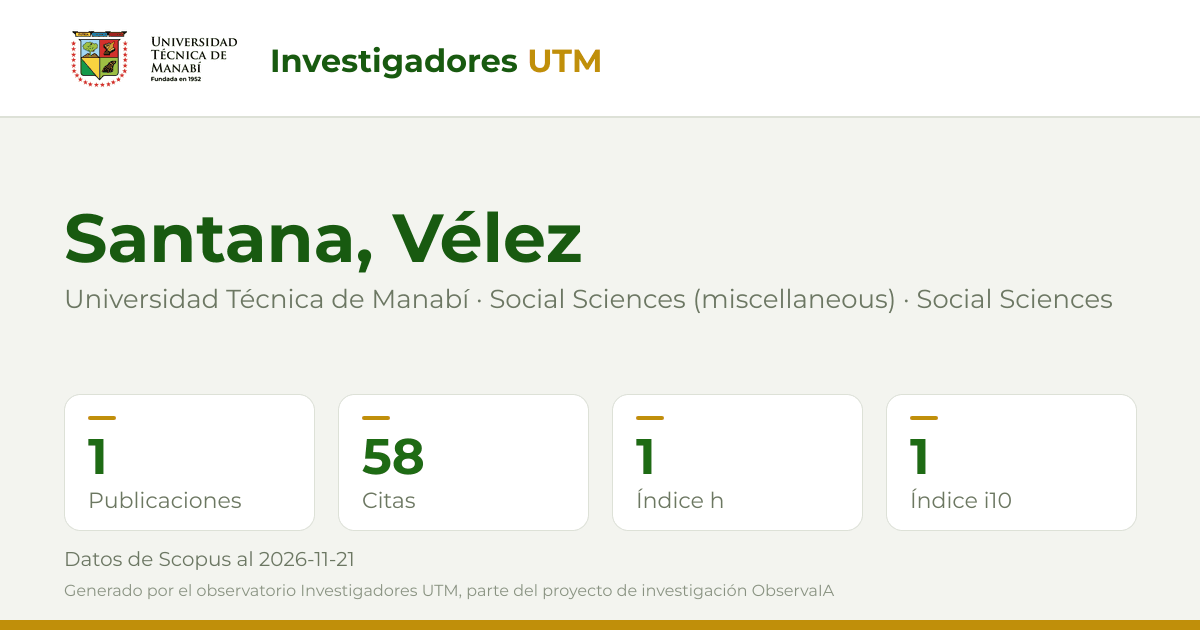 UNIVERSIDAD
TÉCNICA DE
MANABÍ
Fundada en 1952
Investigadores UTM
Santana, Vélez
Universidad Técnica de Manabí · Social Sciences (miscellaneous) · Social Sciences
1
Publicaciones
58
Citas
1
Índice h
1
Índice i10
Datos de Scopus al 2026-11-21
Generado por el observatorio Investigadores UTM, parte del proyecto de investigación ObservaIA